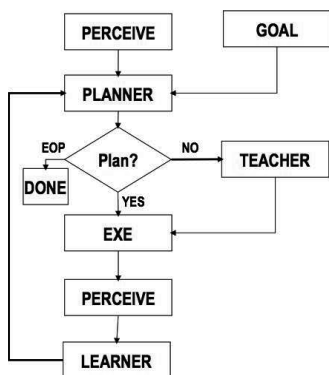 PERCEIVE
GOAL
PLANNER
EOP
Plan?
NO
TEACHER
DONE
YES
EXE
PERCEIVE
LEARNER